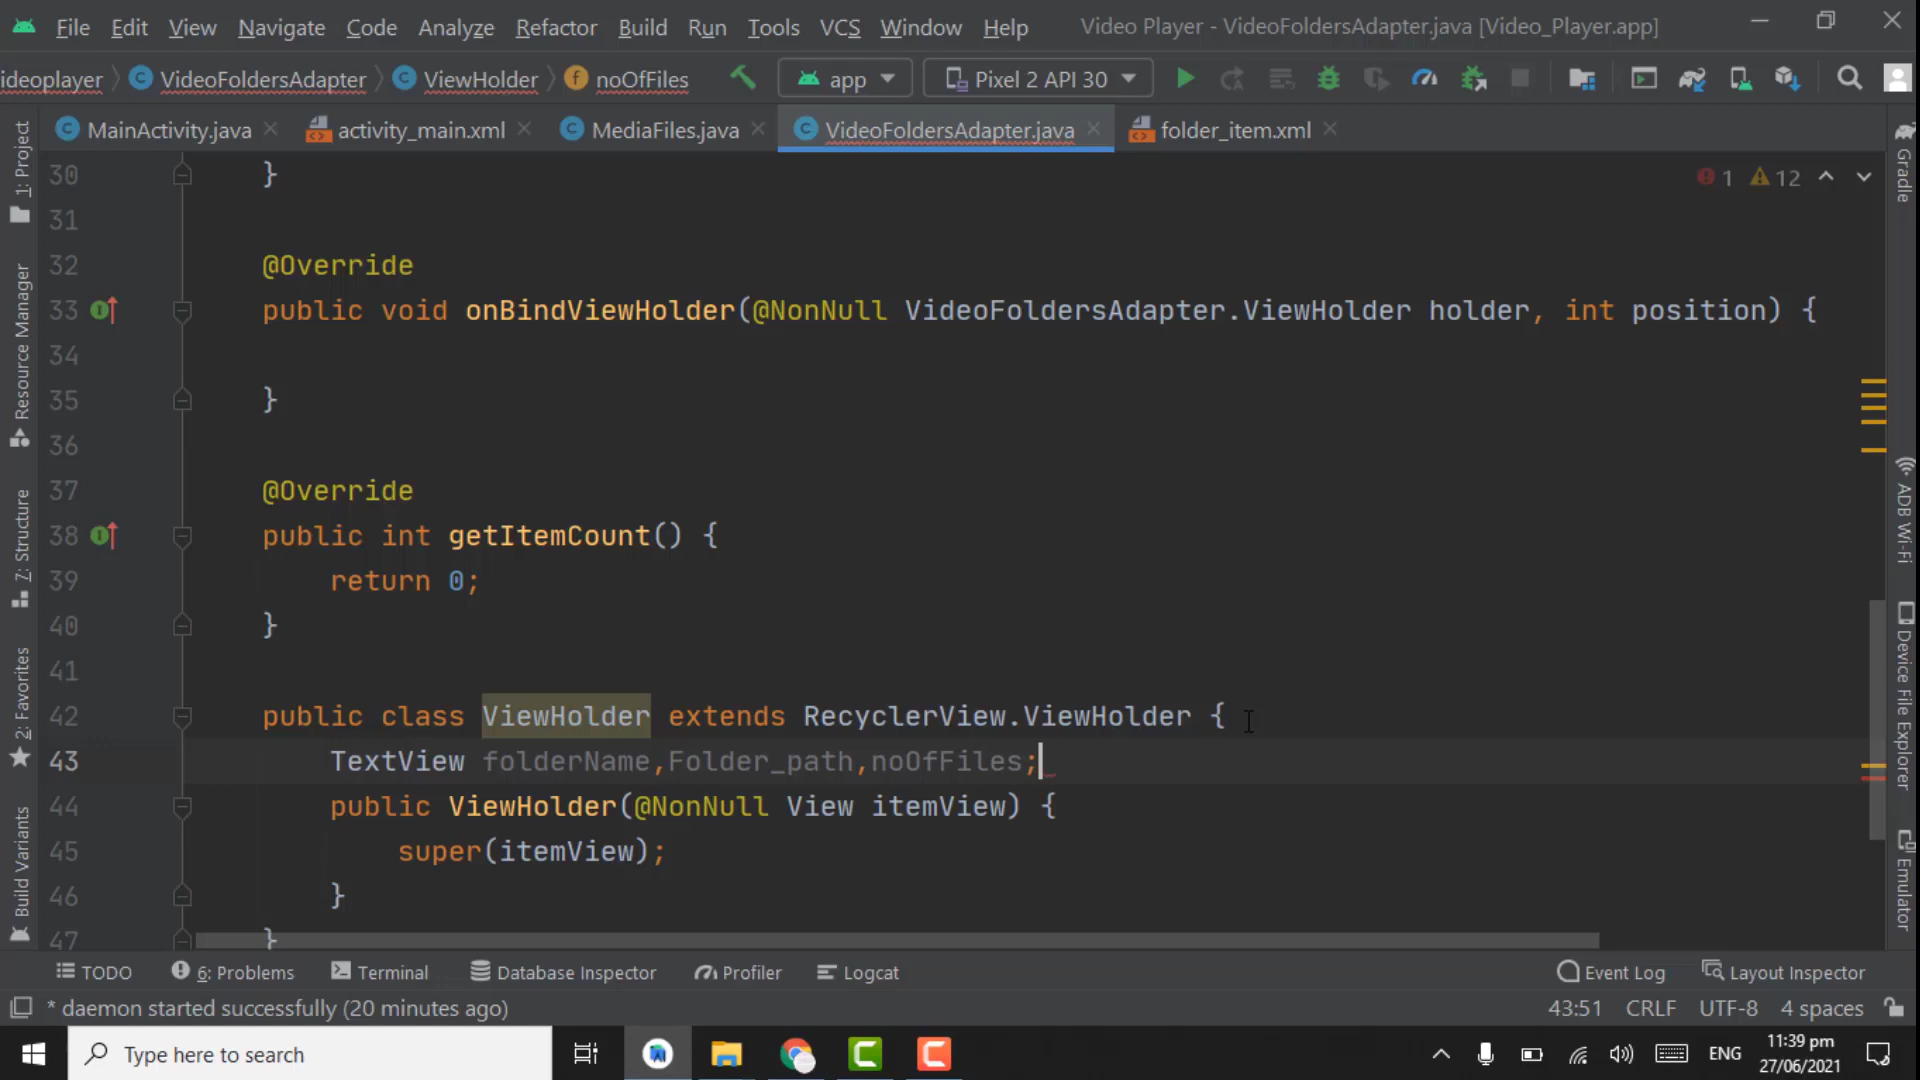 File Edit View Navigate Code Analyze Refactor Build Run Tools VCS Window Help Video Player - VideoFoldersAdapter.java [Video_Player.app]
ideoplayer VideoFoldersAdapter ViewHolder noOfFiles app Pixel 2 API 30
MainActivity.java activity_main.xml MediaFiles.java VideoFoldersAdapter.java folder_item.xml
1: Project
Resource Manager
7: Structure
2: Favorites
Build Variants
30 }
31
32 @Override
33 public void onBindViewHolder(@NonNull VideoFoldersAdapter.ViewHolder holder, int position) {
34
35 }
36
37 @Override
38 public int getItemCount() {
39 return 0;
40 }
41
42 public class ViewHolder extends RecyclerView.ViewHolder {
43 TextView folderName,Folder_path,noOfFiles;
44 public ViewHolder(@NonNull View itemView) {
45 super(itemView);
46 }
47 }
1 12
Gradle
ADB Wi-Fi
Device File Explorer
Emulator
TODO 6: Problems Terminal Database Inspector Profiler Logcat Event Log Layout Inspector
* daemon started successfully (20 minutes ago) 43:51 CRLF UTF-8 4 spaces
Type here to search ENG 11:39 pm
27/06/2021